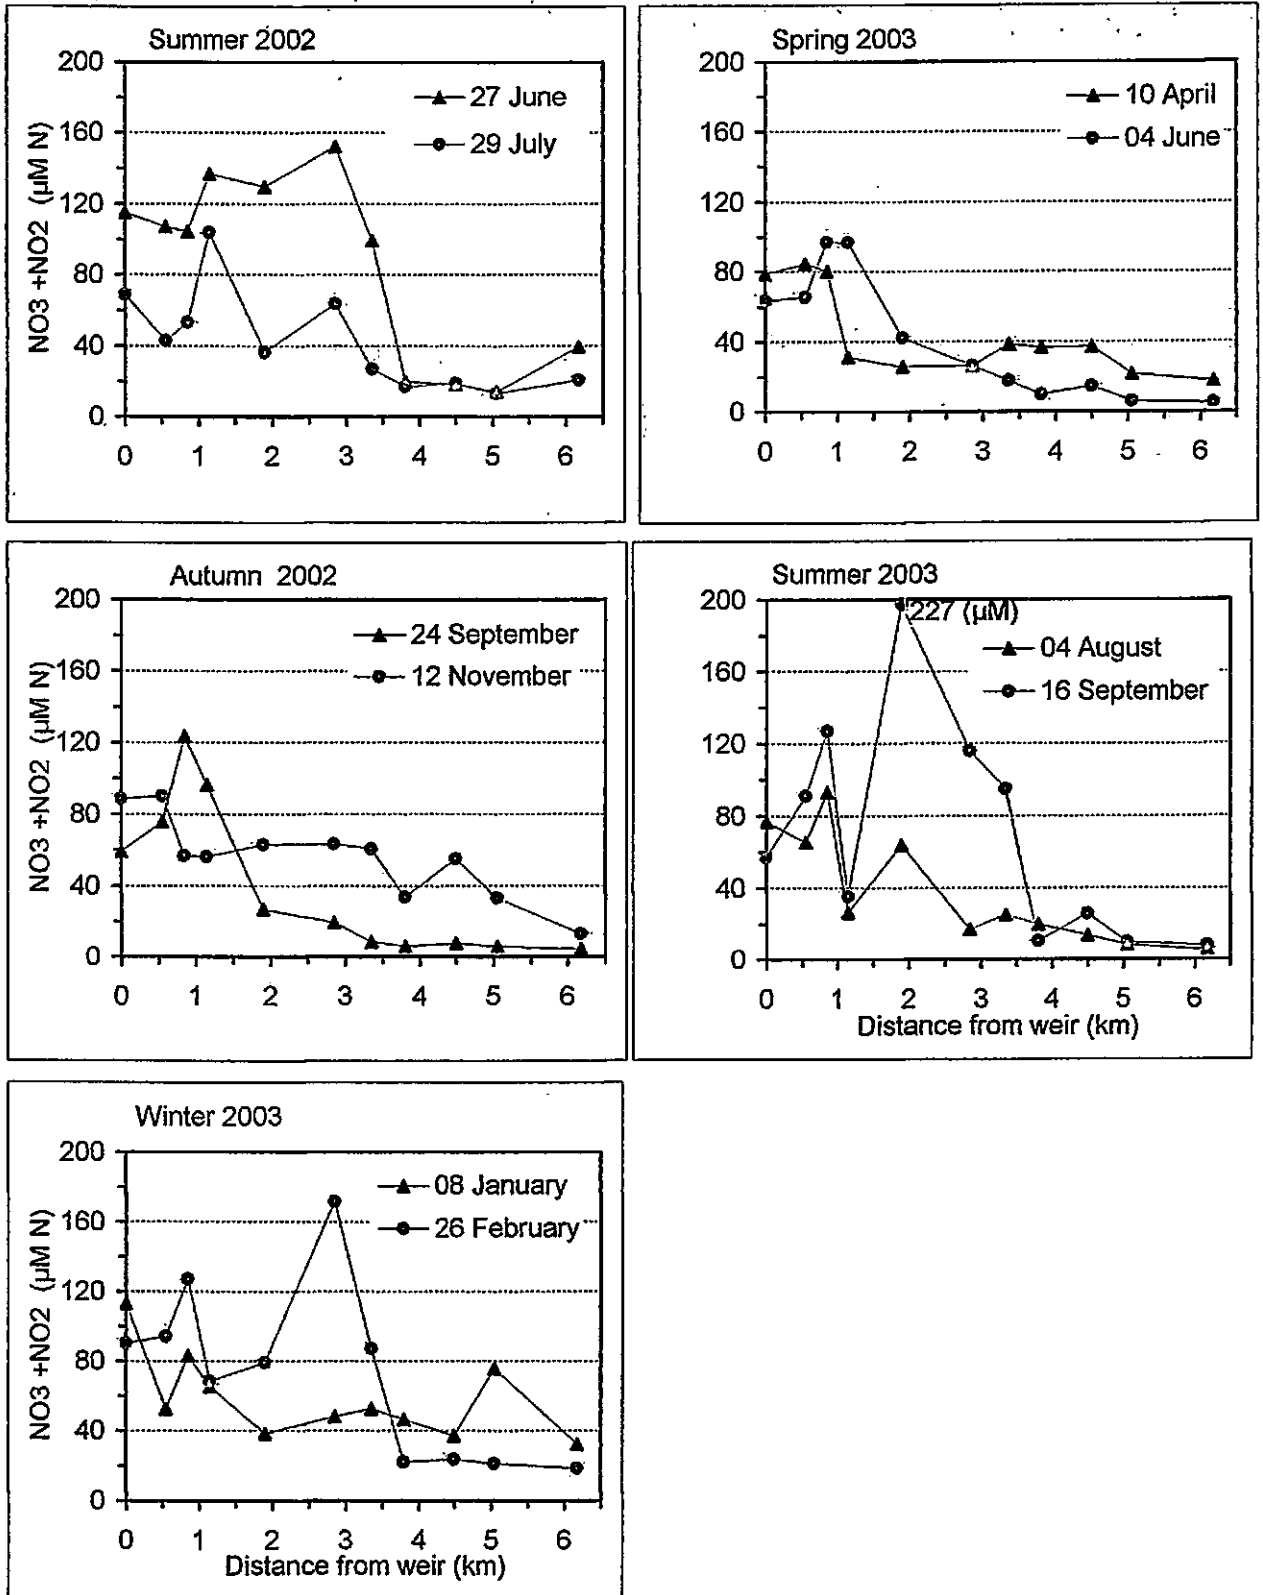 Summer 2002
200
160
120
80
40
0
NO3 +NO2 (µM N)
27 June
29 July
0 1 2 3 4 5 6
Spring 2003
200
160
120
80
40
0
10 April
04 June
0 1 2 3 4 5 6
Autumn 2002
200
160
120
80
40
0
NO3 +NO2 (µM N)
24 September
12 November
0 1 2 3 4 5 6
Summer 2003
200
160
120
80
40
0
227 (µM)
04 August
16 September
0 1 2 3 4 5 6
Distance from weir (km)
Winter 2003
200
160
120
80
40
0
NO3 +NO2 (µM N)
08 January
26 February
0 1 2 3 4 5 6
Distance from weir (km)